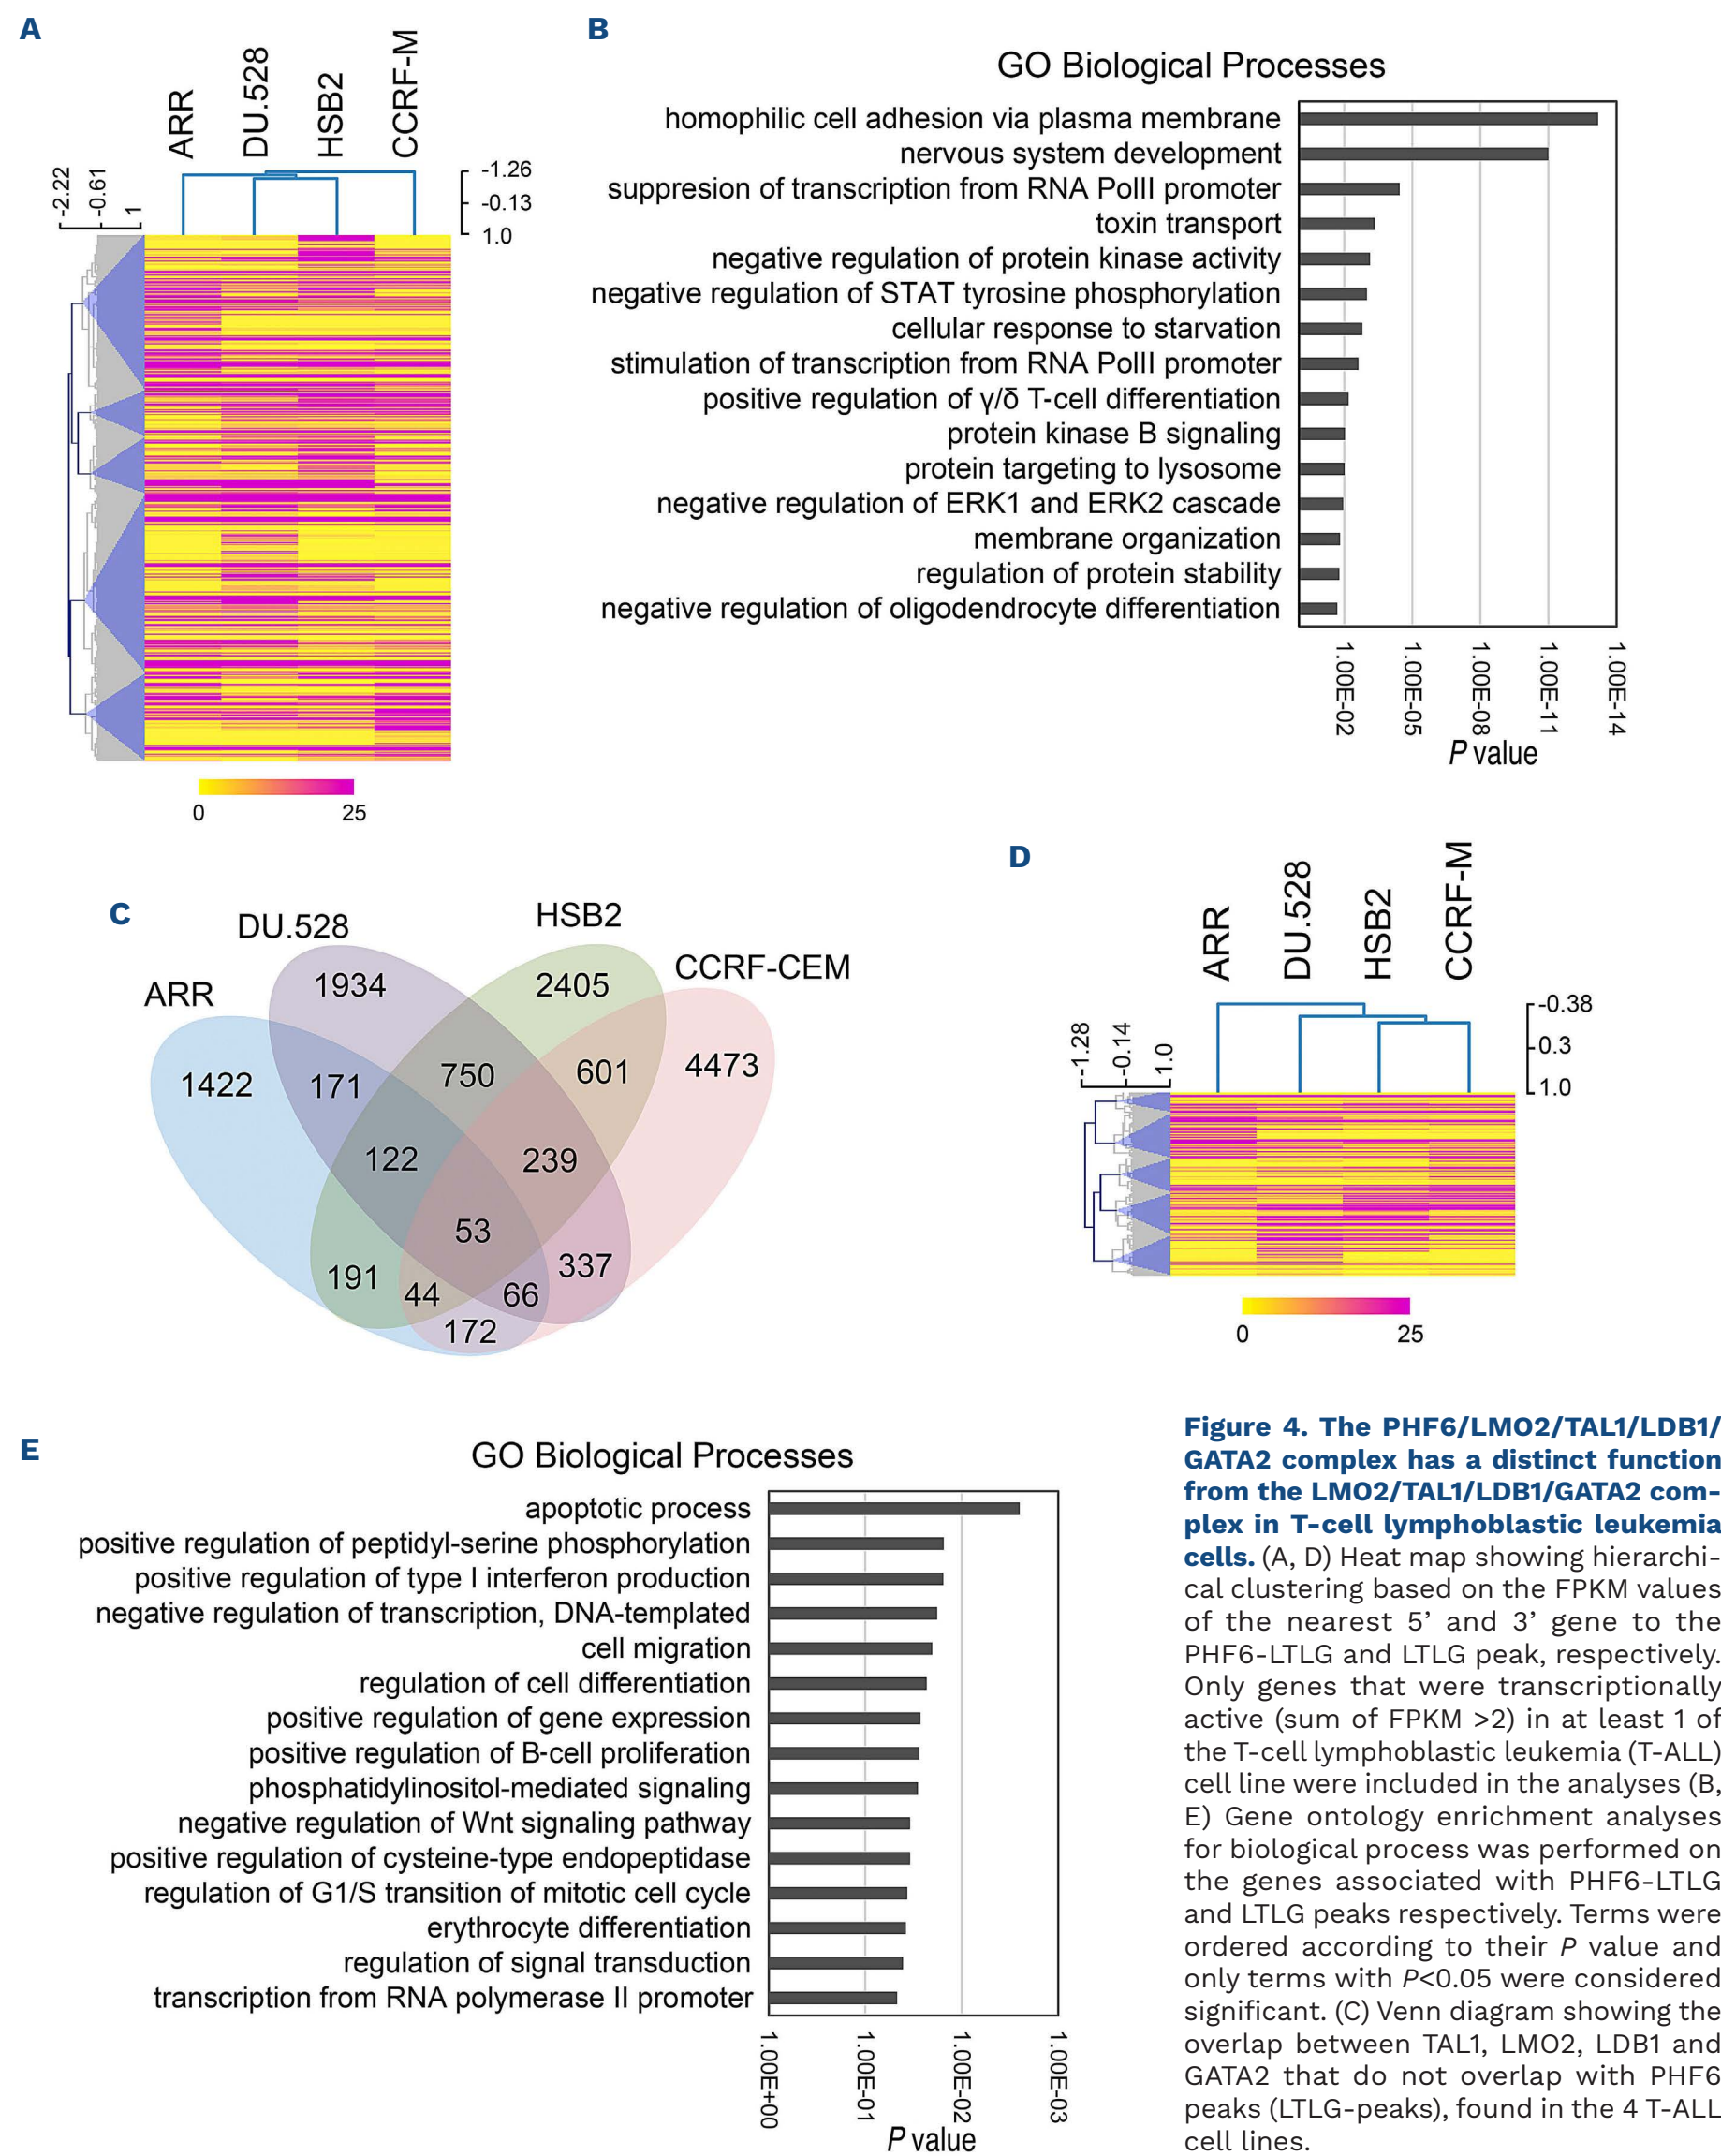 A
ARR
DU.528
HSB2
CCRF-M
-2.22
-0.61
1
-1.26
-0.13
1.0
0
25
B
GO Biological Processes
homophilic cell adhesion via plasma membrane
nervous system development
suppresion of transcription from RNA PolII promoter
toxin transport
negative regulation of protein kinase activity
negative regulation of STAT tyrosine phosphorylation
cellular response to starvation
stimulation of transcription from RNA PolII promoter
positive regulation of γ/δ T-cell differentiation
protein kinase B signaling
protein targeting to lysosome
negative regulation of ERK1 and ERK2 cascade
membrane organization
regulation of protein stability
negative regulation of oligodendrocyte differentiation
1.00E-02
1.00E-05
1.00E-08
1.00E-11
1.00E-14
P value
C
ARR
DU.528
HSB2
CCRF-CEM
1934
2405
1422
171
750
601
4473
122
239
53
191
44
66
337
172
D
ARR
DU.528
HSB2
CCRF-M
-1.28
-0.14
1.0
-0.38
0.3
1.0
0
25
E
GO Biological Processes
apoptotic process
positive regulation of peptidyl-serine phosphorylation
positive regulation of type I interferon production
negative regulation of transcription, DNA-templated
cell migration
regulation of cell differentiation
positive regulation of gene expression
positive regulation of B-cell proliferation
phosphatidylinositol-mediated signaling
negative regulation of Wnt signaling pathway
positive regulation of cysteine-type endopeptidase
regulation of G1/S transition of mitotic cell cycle
erythrocyte differentiation
regulation of signal transduction
transcription from RNA polymerase II promoter
1.00E+00
1.00E-01
1.00E-02
1.00E-03
P value
Figure 4. The PHF6/LMO2/TAL1/LDB1/
GATA2 complex has a distinct function
from the LMO2/TAL1/LDB1/GATA2 com-
plex in T-cell lymphoblastic leukemia
cells. (A, D) Heat map showing hierarchi-
cal clustering based on the FPKM values
of the nearest 5’ and 3’ gene to the
PHF6-LTLG and LTLG peak, respectively.
Only genes that were transcriptionally
active (sum of FPKM >2) in at least 1 of
the T-cell lymphoblastic leukemia (T-ALL)
cell line were included in the analyses (B,
E) Gene ontology enrichment analyses
for biological process was performed on
the genes associated with PHF6-LTLG
and LTLG peaks respectively. Terms were
ordered according to their P value and
only terms with P<0.05 were considered
significant. (C) Venn diagram showing the
overlap between TAL1, LMO2, LDB1 and
GATA2 that do not overlap with PHF6
peaks (LTLG-peaks), found in the 4 T-ALL
cell lines.